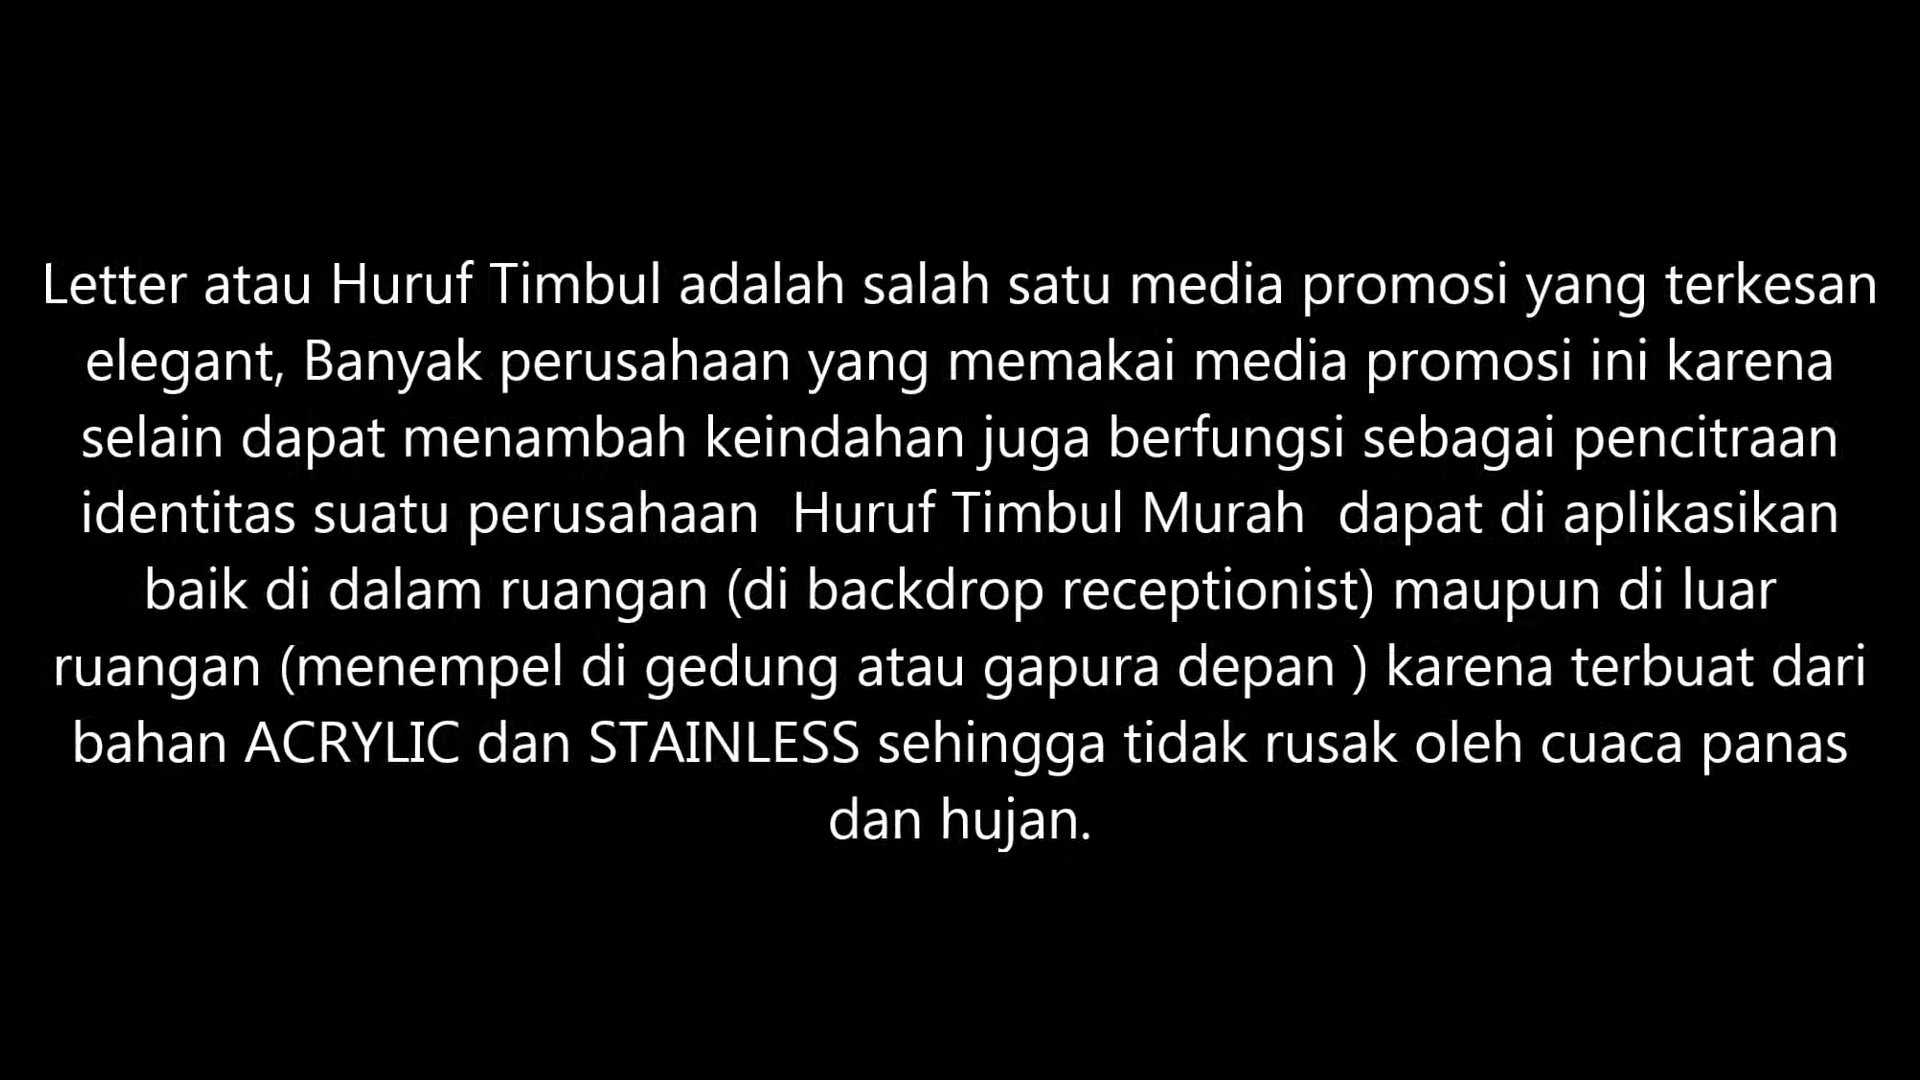 Letter atau Huruf Timbul adalah salah satu media promosi yang terkesan
elegant, Banyak perusahaan yang memakai media promosi ini karena
selain dapat menambah keindahan juga berfungsi sebagai pencitraan
identitas suatu perusahaan  Huruf Timbul Murah  dapat di aplikasikan
baik di dalam ruangan (di backdrop receptionist) maupun di luar
ruangan (menempel di gedung atau gapura depan ) karena terbuat dari
bahan ACRYLIC dan STAINLESS sehingga tidak rusak oleh cuaca panas
dan hujan.